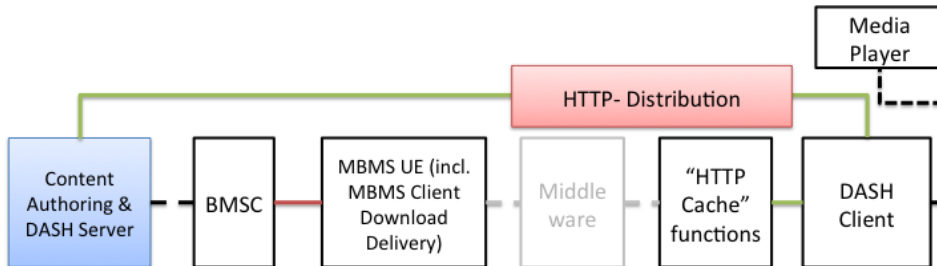 Media
Player
HTTP- Distribution
Content
Authoring &
DASH Server
BMSC
MBMS UE (incl.
MBMS Client
Download
Delivery)
Middle
ware
“HTTP
Cache”
functions
DASH
Client